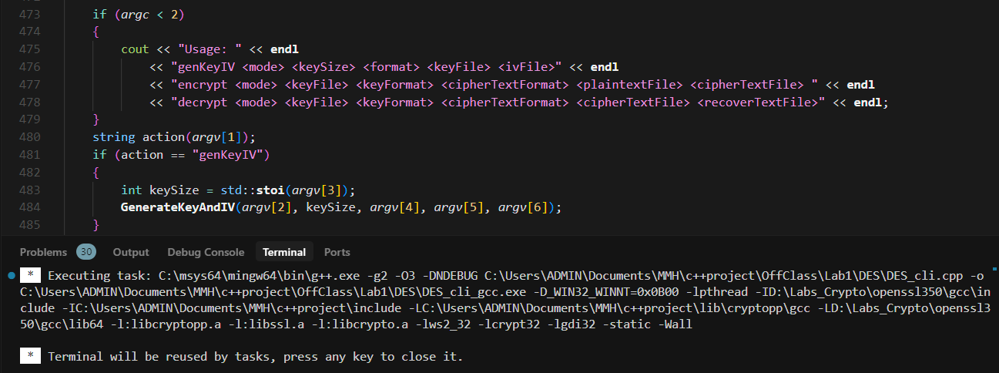 473 if (argc < 2)
474 {
475 cout << "Usage: " << endl
476 << "genKeyIV <mode> <keySize> <format> <keyFile> <ivFile>" << endl
477 << "encrypt <mode> <keyFile> <keyFormat> <cipherTextFormat> <plaintextFile> <cipherTextFile> " << endl
478 << "decrypt <mode> <keyFile> <keyFormat> <cipherTextFormat> <cipherTextFile> <recoverTextFile>" << endl;
479 }
480 string action(argv[1]);
481 if (action == "genKeyIV")
482 {
483 int keySize = std::stoi(argv[3]);
484 GenerateKeyAndIV(argv[2], keySize, argv[4], argv[5], argv[6]);
485 }
Problems 30 Output Debug Console Terminal Ports
* Executing task: C:\msys64\mingw64\bin\g++.exe -g2 -O3 -DNDEBUG C:\Users\ADMIN\Documents\MMH\c++project\OffClass\Lab1\DES\DES_cli.cpp -o
C:\Users\ADMIN\Documents\MMH\c++project\OffClass\Lab1\DES\DES_cli_gcc.exe -D_WIN32_WINNT=0x0B00 -lpthread -ID:\Labs_Crypto\openssl350\gcc\in
clude -IC:\Users\ADMIN\Documents\MMH\c++project\include -LC:\Users\ADMIN\Documents\MMH\c++project\lib\cryptopp\gcc -LD:\Labs_Crypto\openssl3
50\gcc\lib64 -l:libcryptopp.a -l:libssl.a -l:libcrypto.a -lws2_32 -lcrypt32 -lgdi32 -static -Wall
* Terminal will be reused by tasks, press any key to close it.